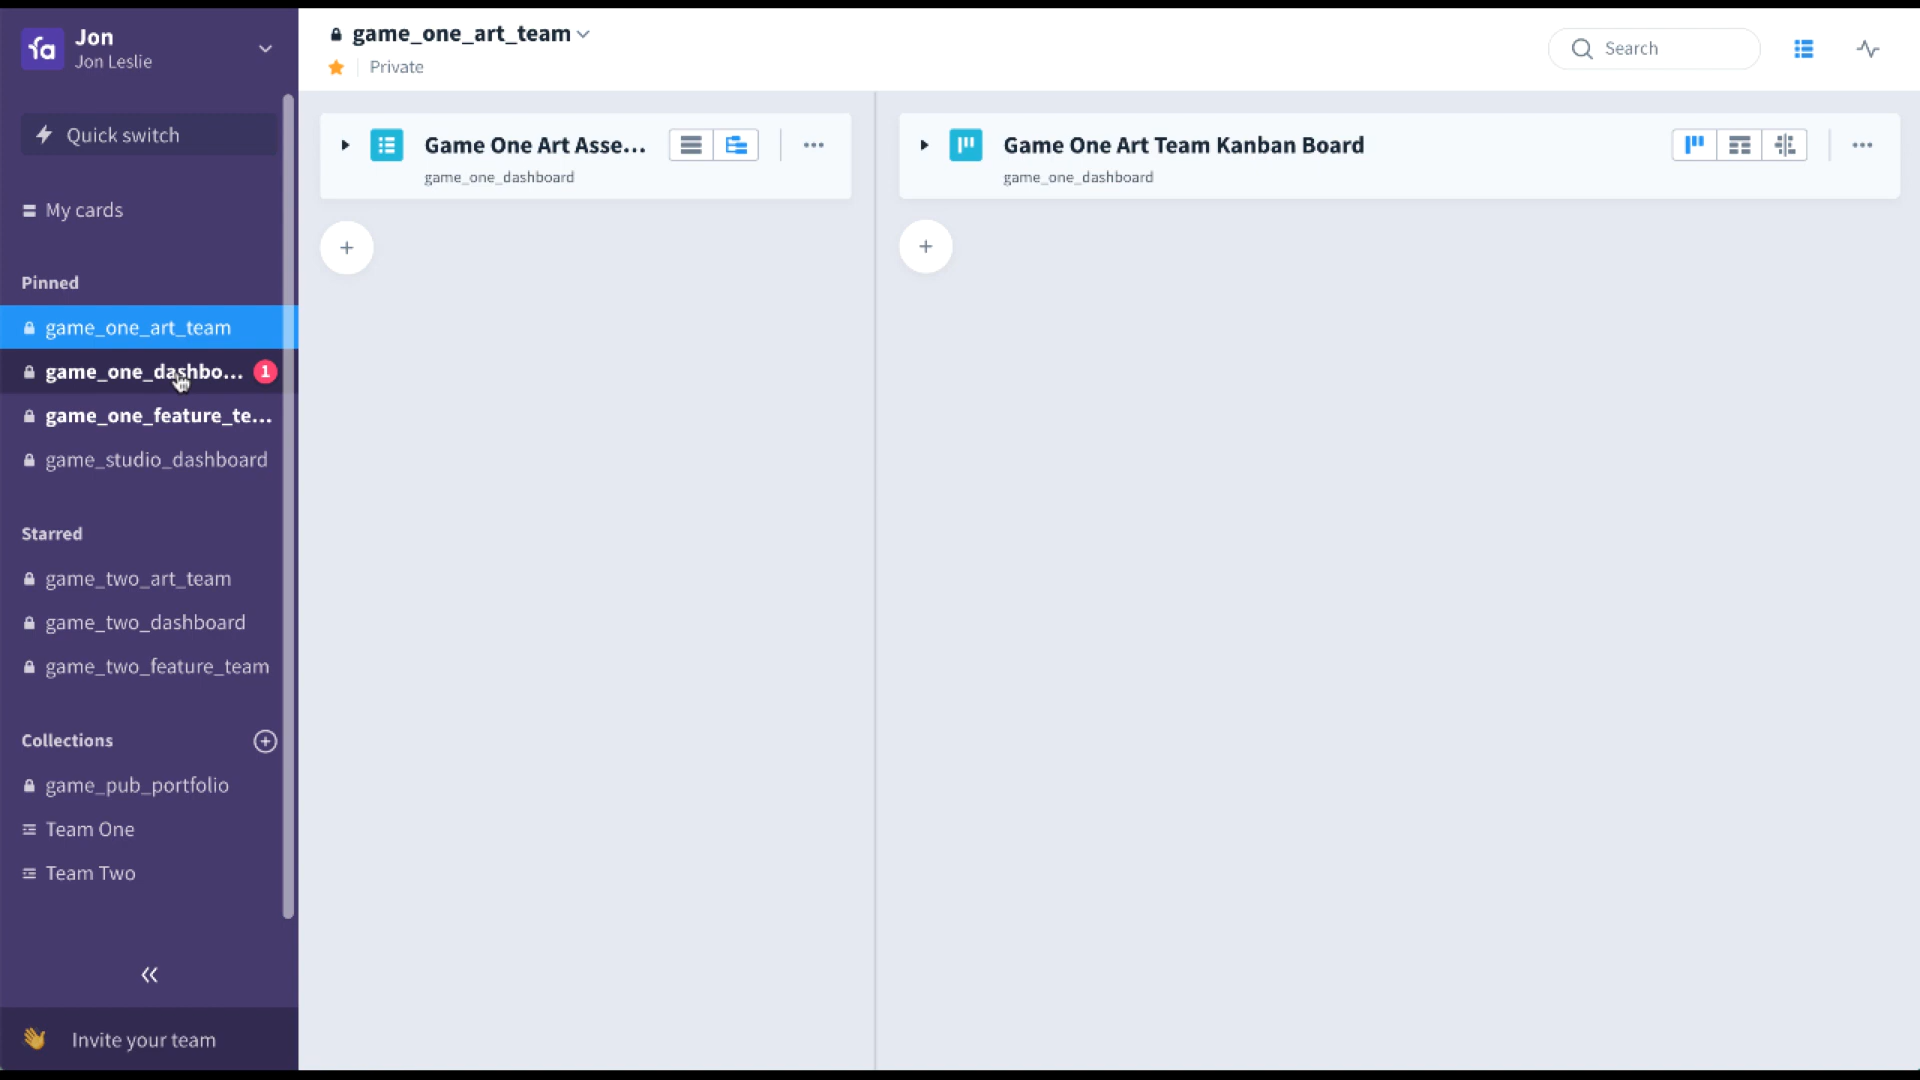 fa
Jon
Jon Leslie
Quick switch
My cards
Pinned
game_one_art_team
game_one_dashbo... 1
game_one_feature_te...
game_studio_dashboard
Starred
game_two_art_team
game_two_dashboard
game_two_feature_team
Collections
game_pub_portfolio
Team One
Team Two
Invite your team
game_one_art_team
Private
Search
Game One Art Asse...
game_one_dashboard
Game One Art Team Kanban Board
game_one_dashboard